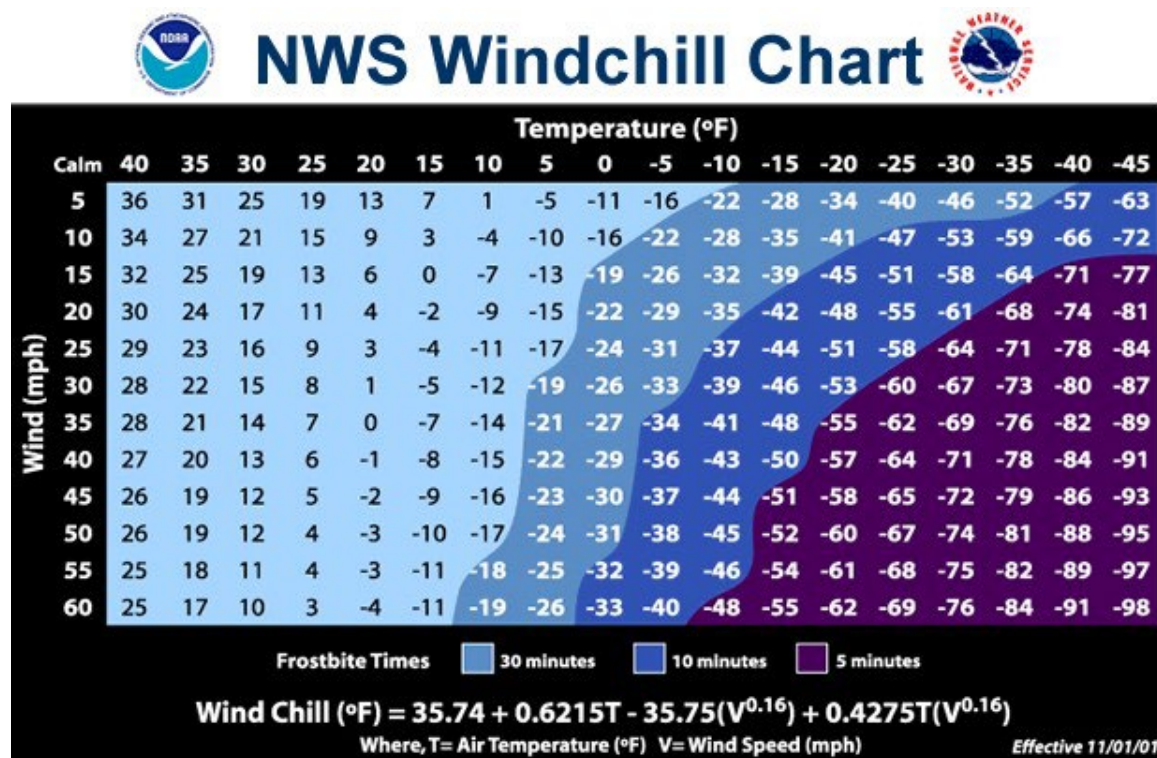 NOAA
NWS Windchill Chart
NATIONAL WEATHER SERVICE
Temperature (ºF)
Calm 40 35 30 25 20 15 10 5 0 -5 -10 -15 -20 -25 -30 -35 -40 -45
Wind (mph)
5 36 31 25 19 13 7 1 -5 -11 -16 -22 -28 -34 -40 -46 -52 -57 -63
10 34 27 21 15 9 3 -4 -10 -16 -22 -28 -35 -41 -47 -53 -59 -66 -72
15 32 25 19 13 6 0 -7 -13 -19 -26 -32 -39 -45 -51 -58 -64 -71 -77
20 30 24 17 11 4 -2 -9 -15 -22 -29 -35 -42 -48 -55 -61 -68 -74 -81
25 29 23 16 9 3 -4 -11 -17 -24 -31 -37 -44 -51 -58 -64 -71 -78 -84
30 28 22 15 8 1 -5 -12 -19 -26 -33 -39 -46 -53 -60 -67 -73 -80 -87
35 28 21 14 7 0 -7 -14 -21 -27 -34 -41 -48 -55 -62 -69 -76 -82 -89
40 27 20 13 6 -1 -8 -15 -22 -29 -36 -43 -50 -57 -64 -71 -78 -84 -91
45 26 19 12 5 -2 -9 -16 -23 -30 -37 -44 -51 -58 -65 -72 -79 -86 -93
50 26 19 12 4 -3 -10 -17 -24 -31 -38 -45 -52 -60 -67 -74 -81 -88 -95
55 25 18 11 4 -3 -11 -18 -25 -32 -39 -46 -54 -61 -68 -75 -82 -89 -97
60 25 17 10 3 -4 -11 -19 -26 -33 -40 -48 -55 -62 -69 -76 -84 -91 -98
Frostbite Times 30 minutes 10 minutes 5 minutes
Wind Chill (ºF) = 35.74 + 0.6215T - 35.75(V^0.16) + 0.4275T(V^0.16)
Where, T= Air Temperature (ºF) V= Wind Speed (mph)
Effective 11/01/01